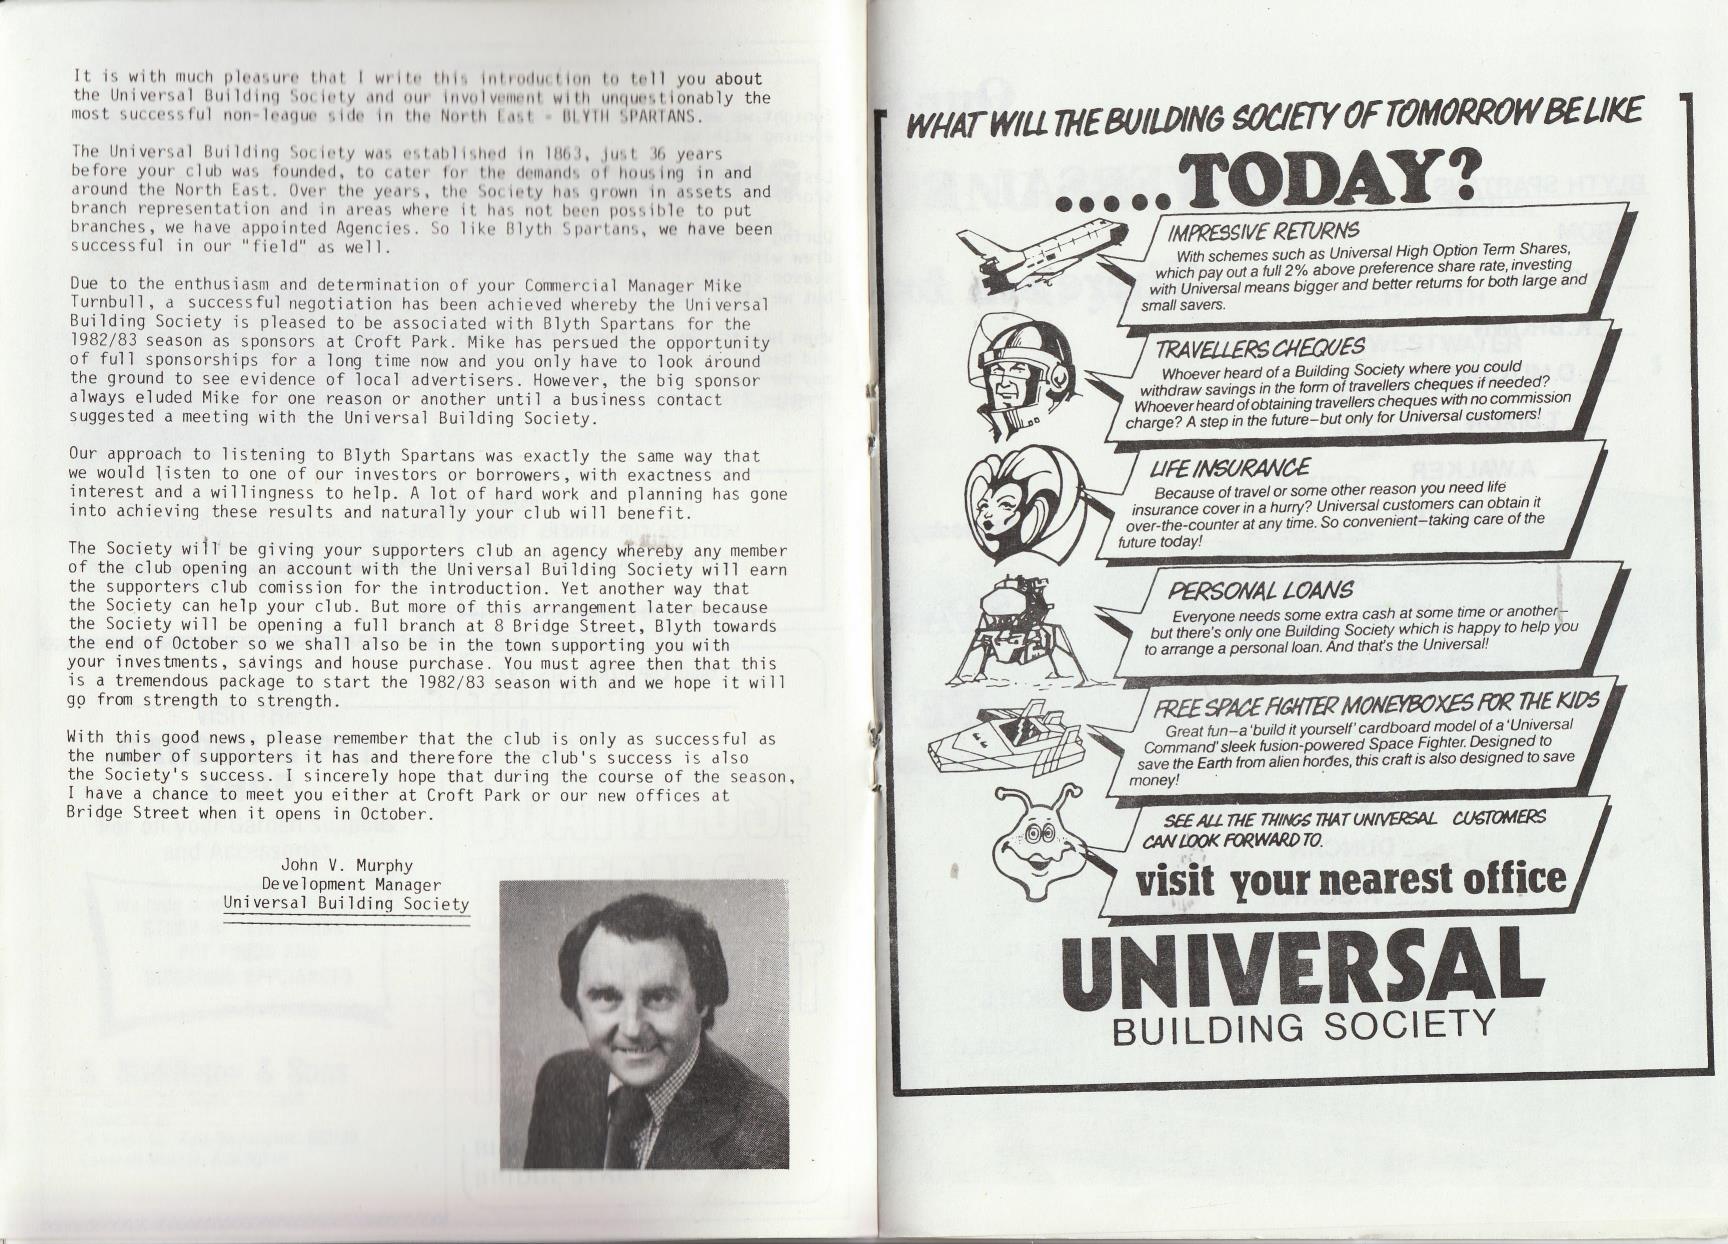 It is with much pleasure that I write this introduction to tell you about
the Universal Building Society and our involvement with unquestionably the
most successful non-league side in the North East - BLYTH SPARTANS.
The Universal Building Society was established in 1863, just 36 years
before your club was founded, to cater for the demands of housing in and
around the North East. Over the years, the Society has grown in assets and
branch representation and in areas where it has not been possible to put
branches, we have appointed Agencies. So like Blyth Spartans, we have been
successful in our "field" as well.
Due to the enthusiasm and determination of your Commercial Manager Mike
Turnbull, a successful negotiation has been achieved whereby the Universal
Building Society is pleased to be associated with Blyth Spartans for the
1982/83 season as sponsors at Croft Park. Mike has persued the opportunity
of full sponsorships for a long time now and you only have to look around
the ground to see evidence of local advertisers. However, the big sponsor
always eluded Mike for one reason or another until a business contact
suggested a meeting with the Universal Building Society.
Our approach to listening to Blyth Spartans was exactly the same way that
we would listen to one of our investors or borrowers, with exactness and
interest and a willingness to help. A lot of hard work and planning has gone
into achieving these results and naturally your club will benefit.
The Society will be giving your supporters club an agency whereby any member
of the club opening an account with the Universal Building Society will earn
the supporters club comission for the introduction. Yet another way that
the Society can help your club. But more of this arrangement later because
the Society will be opening a full branch at 8 Bridge Street, Blyth towards
the end of October so we shall also be in the town supporting you with
your investments, savings and house purchase. You must agree then that this
is a tremendous package to start the 1982/83 season with and we hope it will
go from strength to strength.
With this good news, please remember that the club is only as successful as
the number of supporters it has and therefore the club's success is also
the Society's success. I sincerely hope that during the course of the season,
I have a chance to meet you either at Croft Park or our new offices at
Bridge Street when it opens in October.
John V. Murphy
Development Manager
Universal Building Society
WHAT WILL THE BUILDING SOCIETY OF TOMORROW BE LIKE
.....TODAY?
IMPRESSIVE RETURNS
With schemes such as Universal High Option Term Shares,
which pay out a full 2% above preference share rate, investing
with Universal means bigger and better returns for both large and
small savers.
TRAVELLERS CHEQUES
Whoever heard of a Building Society where you could
withdraw savings in the form of travellers cheques if needed?
Whoever heard of obtaining travellers cheques with no commission
charge? A step in the future–but only for Universal customers!
LIFE INSURANCE
Because of travel or some other reason you need life
insurance cover in a hurry? Universal customers can obtain it
over-the-counter at any time. So convenient–taking care of the
future today!
PERSONAL LOANS
Everyone needs some extra cash at some time or another–
but there's only one Building Society which is happy to help you
to arrange a personal loan. And that's the Universal!
FREE SPACE FIGHTER MONEYBOXES FOR THE KIDS
Great fun–a 'build it yourself' cardboard model of a 'Universal
Command' sleek fusion-powered Space Fighter. Designed to
save the Earth from alien hordes, this craft is also designed to save
money!
SEE ALL THE THINGS THAT UNIVERSAL CUSTOMERS
CAN LOOK FORWARD TO.
visit your nearest office
UNIVERSAL
BUILDING SOCIETY